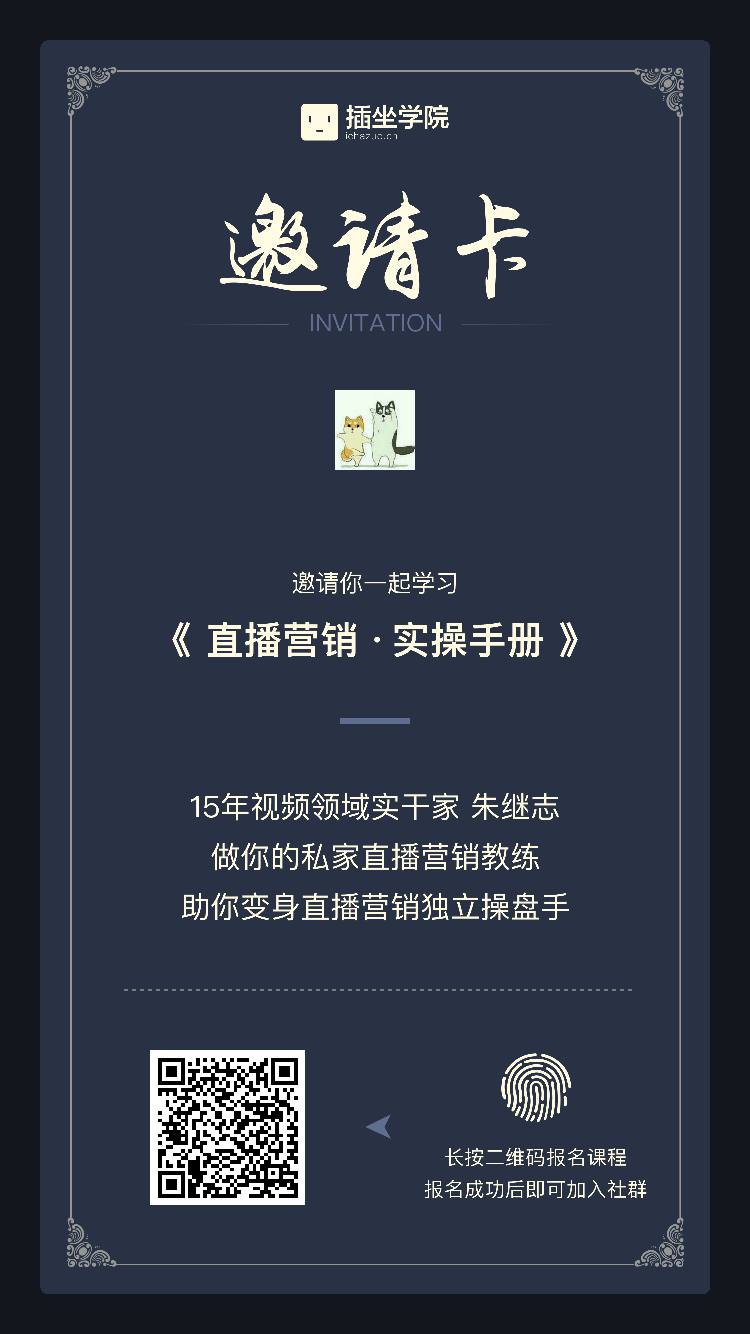 插坐学院
ichazuo.cn
邀请卡
INVITATION
邀请你一起学习
《 直播营销 · 实操手册 》
15年视频领域实干家 朱继志
做你的私家直播营销教练
助你变身直播营销独立操盘手
长按二维码报名课程
报名成功后即可加入社群